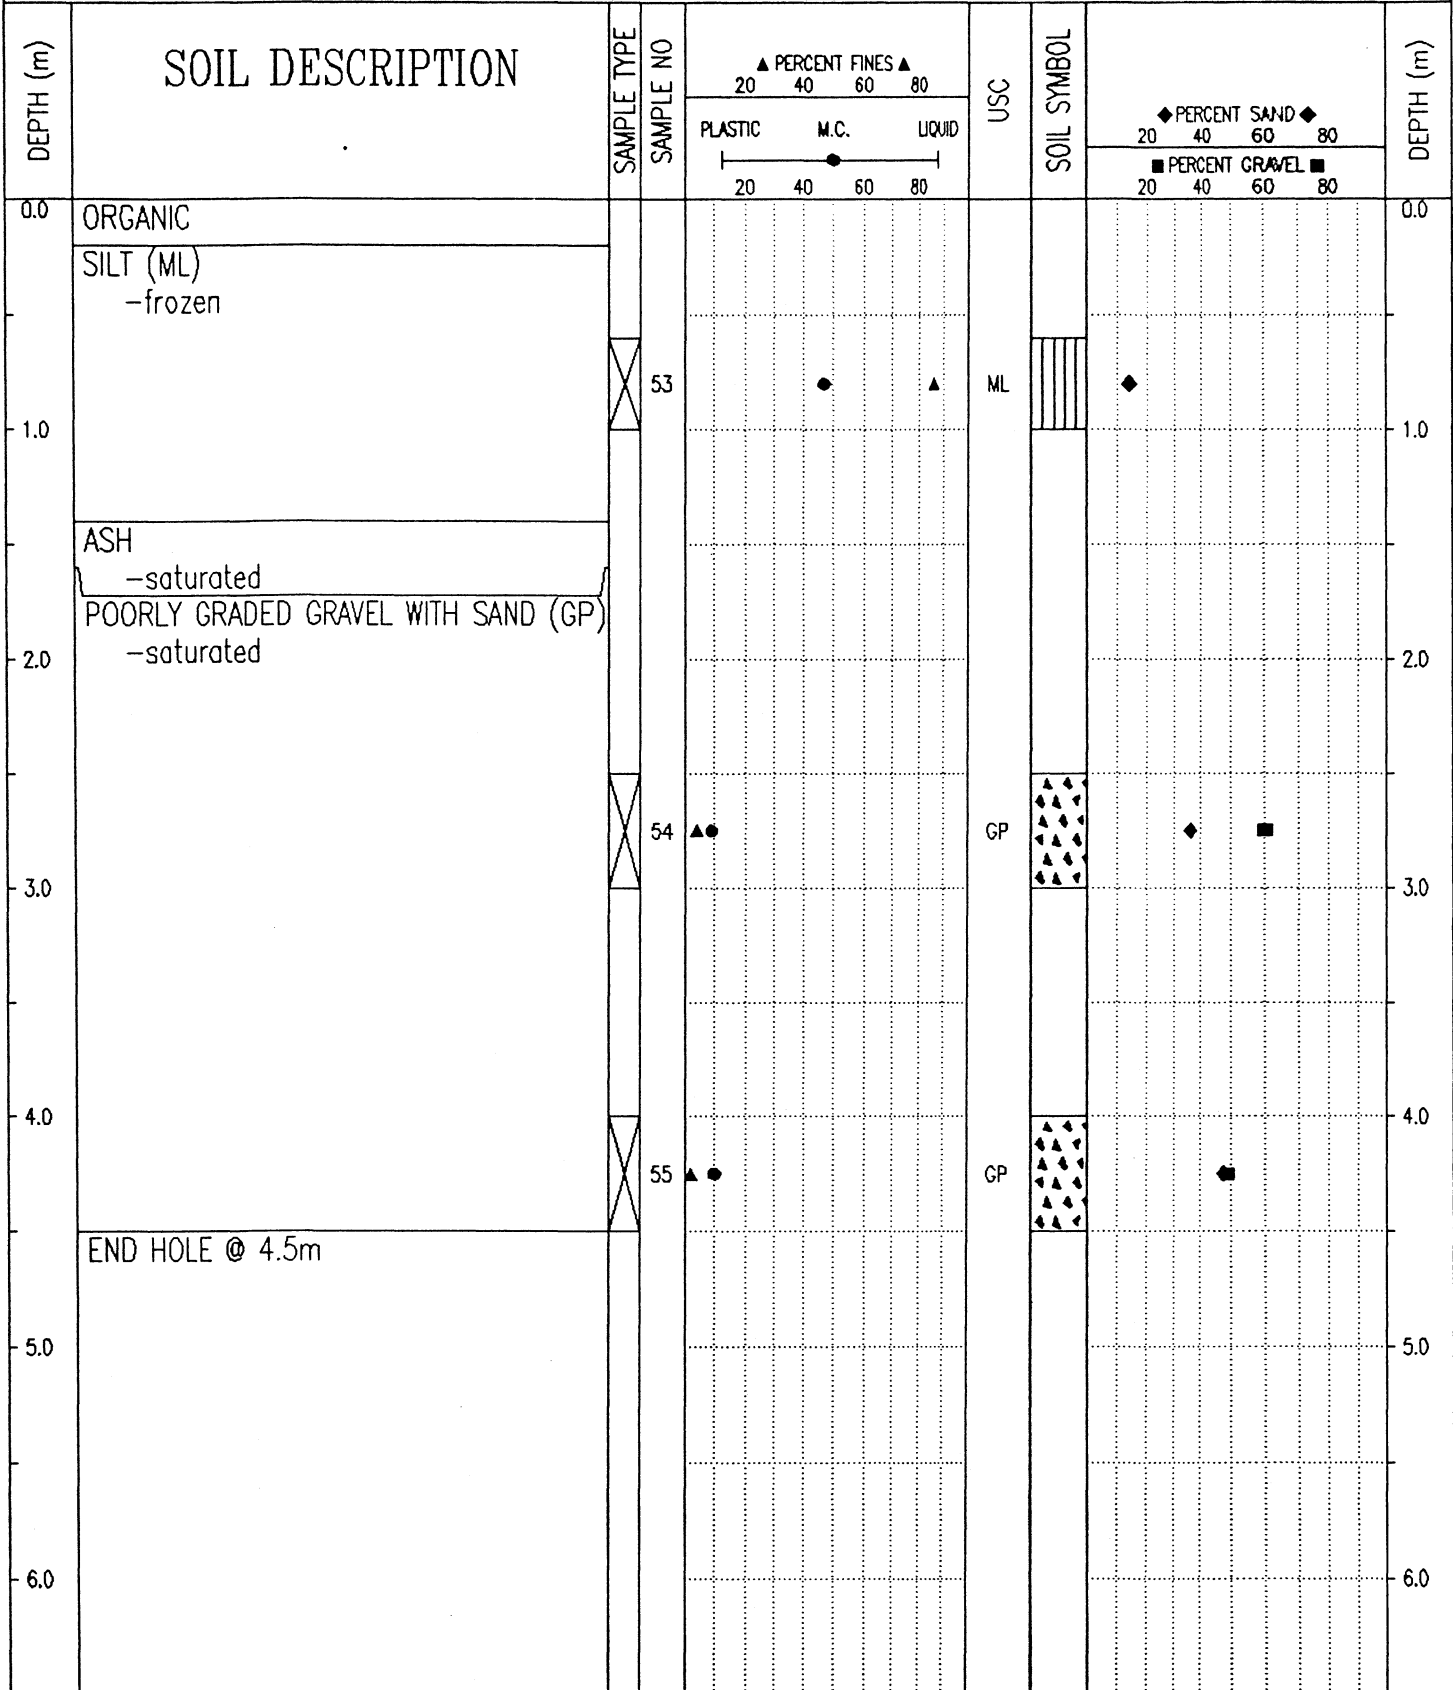 DEPTH (m)
SOIL DESCRIPTION
SAMPLE TYPE
SAMPLE NO
▲ PERCENT FINES ▲
20 40 60 80
PLASTIC M.C. LIQUID
20 40 60 80
USC
SOIL SYMBOL
◆ PERCENT SAND ◆
20 40 60 80
■ PERCENT GRAVEL ■
20 40 60 80
DEPTH (m)
0.0 ORGANIC 0.0
SILT (ML)
-frozen
53 ML
1.0 1.0
ASH
-saturated
POORLY GRADED GRAVEL WITH SAND (GP)
-saturated
2.0 2.0
54 GP
3.0 3.0
4.0 4.0
55 GP
END HOLE @ 4.5m
5.0 5.0
6.0 6.0